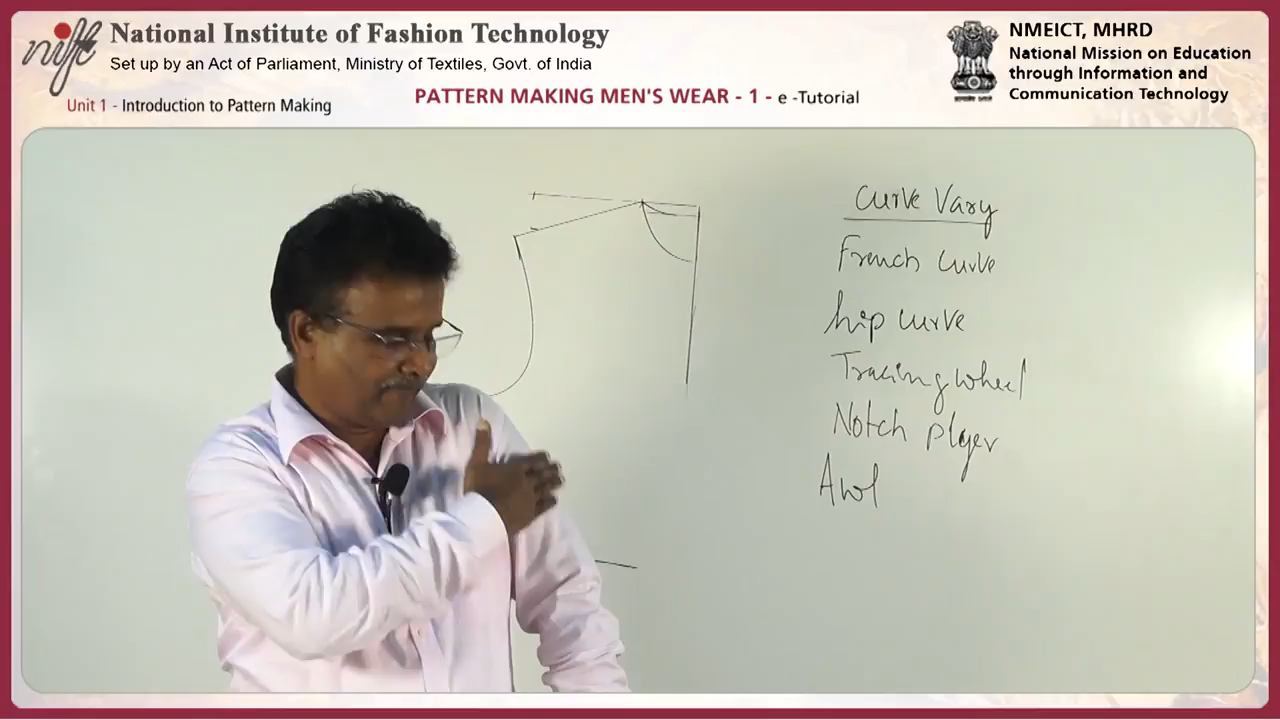 nift
National Institute of Fashion Technology
Set up by an Act of Parliament, Ministry of Textiles, Govt. of India
Unit 1 - Introduction to Pattern Making
PATTERN MAKING MEN'S WEAR - 1 - e -Tutorial
NMEICT, MHRD
National Mission on Education
through Information and
Communication Technology
Curve Vary
French curve
hip curve
Tracing wheel
Notch plyer
Awl